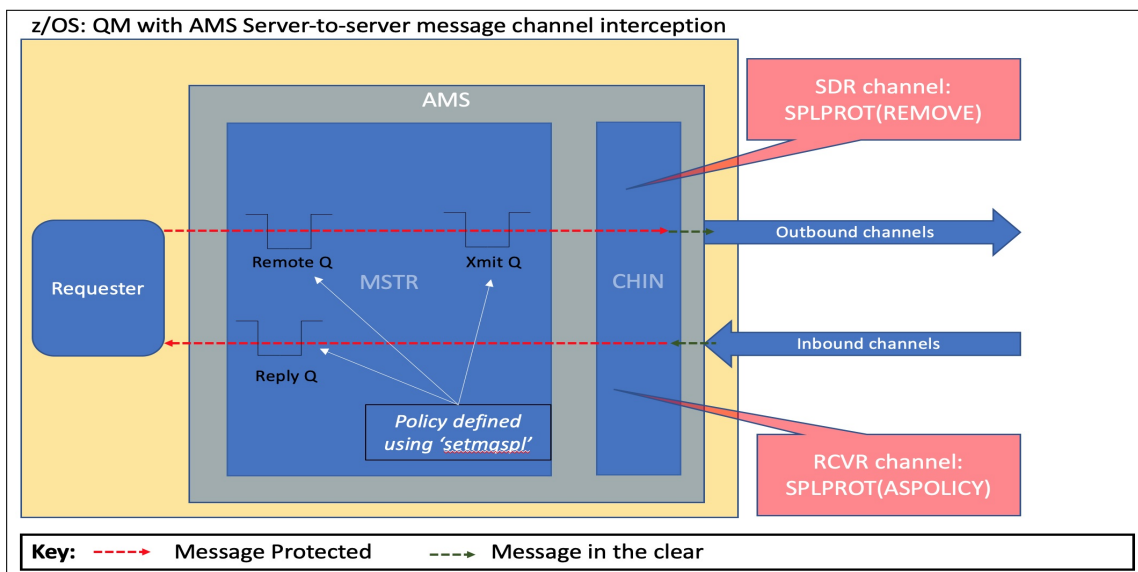 z/OS: QM with AMS Server-to-server message channel interception
AMS
SDR channel:
SPLPROT(REMOVE)
Requester
Remote Q
Xmit Q
MSTR
CHIN
Outbound channels
Inbound channels
Reply Q
Policy defined
using ‘setmqspl’
RCVR channel:
SPLPROT(ASPOLICY)
Key:
Message Protected
Message in the clear